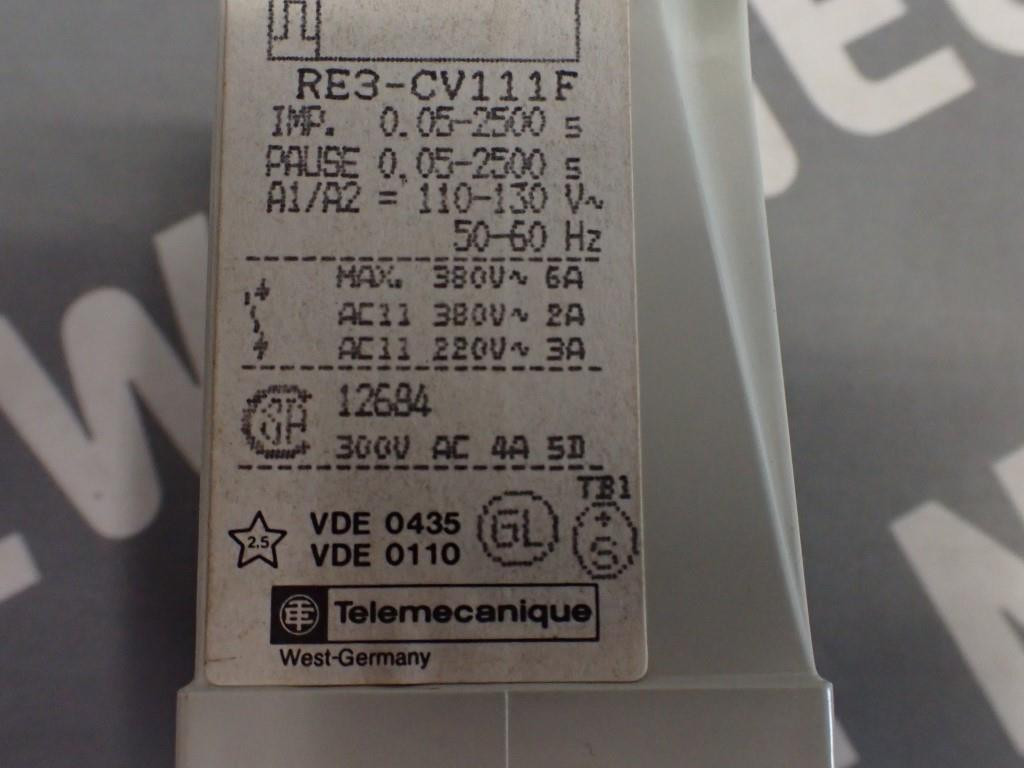 RE3-CV111F
IMP. 0.05-2500 s
PAUSE 0.05-2500 s
A1/A2 = 110-130 V~
50-60 Hz
MAX. 380V~ 6A
AC11 380V~ 2A
AC11 220V~ 3A
12684
300V AC 4A 5D
TB1
2.5
VDE 0435
VDE 0110
GL
+
S
TE Telemecanique
West-Germany